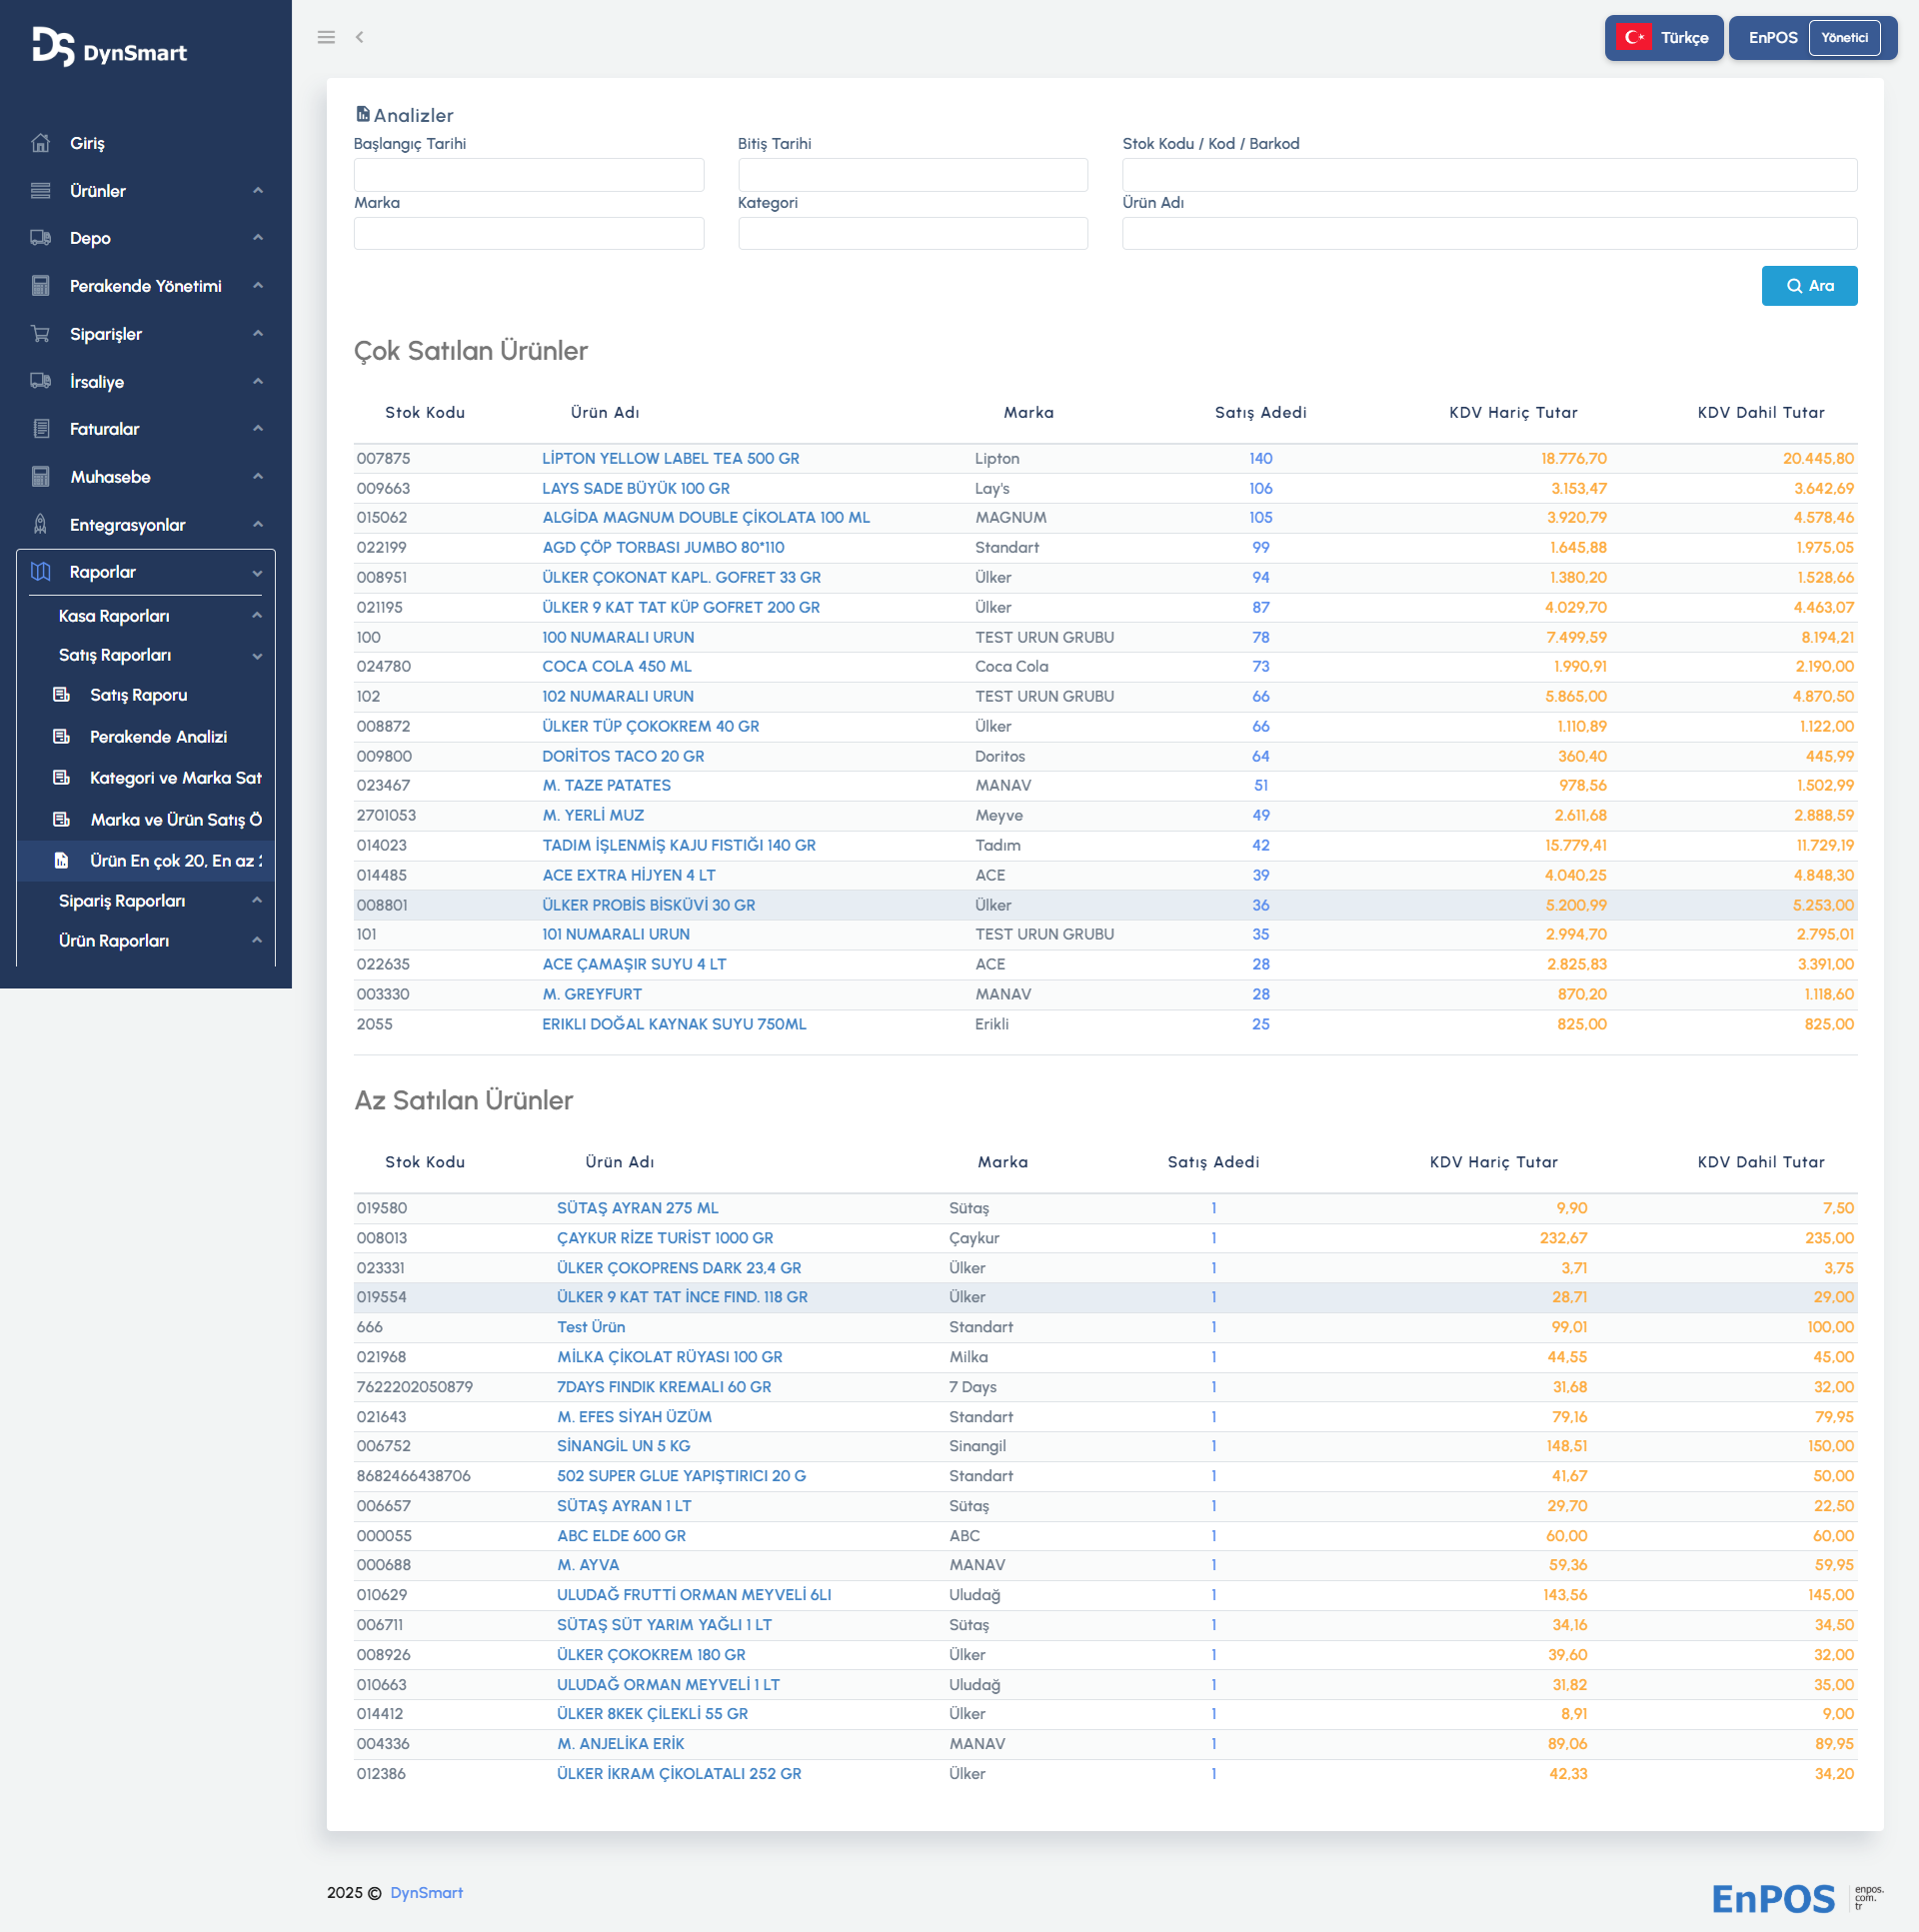 DynSmart
Türkçe
EnPOS Yönetici
Giriş
Ürünler
Depo
Perakende Yönetimi
Siparişler
İrsaliye
Faturalar
Muhasebe
Entegrasyonlar
Raporlar
Kasa Raporları
Satış Raporları
Satış Raporu
Perakende Analizi
Kategori ve Marka Sat
Marka ve Ürün Satış Ö
Ürün En çok 20, En az
Sipariş Raporları
Ürün Raporları
Analizler
Başlangıç Tarihi Bitiş Tarihi Stok Kodu / Kod / Barkod
Marka Kategori Ürün Adı
Ara
Çok Satılan Ürünler
Stok Kodu Ürün Adı Marka Satış Adedi KDV Hariç Tutar KDV Dahil Tutar
007875 LİPTON YELLOW LABEL TEA 500 GR Lipton 140 18.776,70 20.445,80
009663 LAYS SADE BÜYÜK 100 GR Lay's 106 3.153,47 3.642,69
015062 ALGİDA MAGNUM DOUBLE ÇİKOLATA 100 ML MAGNUM 105 3.920,79 4.578,46
022199 AGD ÇÖP TORBASI JUMBO 80*110 Standart 99 1.645,88 1.975,05
008951 ÜLKER ÇOKONAT KAPL. GOFRET 33 GR Ülker 94 1.380,20 1.528,66
021195 ÜLKER 9 KAT TAT KÜP GOFRET 200 GR Ülker 87 4.029,70 4.463,07
100 100 NUMARALI URUN TEST URUN GRUBU 78 7.499,59 8.194,21
024780 COCA COLA 450 ML Coca Cola 73 1.990,91 2.190,00
102 102 NUMARALI URUN TEST URUN GRUBU 66 5.865,00 4.870,50
008872 ÜLKER TÜP ÇOKOKREM 40 GR Ülker 66 1.110,89 1.122,00
009800 DORİTOS TACO 20 GR Doritos 64 360,40 445,99
023467 M. TAZE PATATES MANAV 51 978,56 1.502,99
2701053 M. YERLİ MUZ Meyve 49 2.611,68 2.888,59
014023 TADIM İŞLENMİŞ KAJU FISTIĞI 140 GR Tadım 42 15.779,41 11.729,19
014485 ACE EXTRA HİJYEN 4 LT ACE 39 4.040,25 4.848,30
008801 ÜLKER PROBİS BİSKÜVİ 30 GR Ülker 36 5.200,99 5.253,00
101 101 NUMARALI URUN TEST URUN GRUBU 35 2.994,70 2.795,01
022635 ACE ÇAMAŞIR SUYU 4 LT ACE 28 2.825,83 3.391,00
003330 M. GREYFURT MANAV 28 870,20 1.118,60
2055 ERIKLI DOĞAL KAYNAK SUYU 750ML Erikli 25 825,00 825,00
Az Satılan Ürünler
Stok Kodu Ürün Adı Marka Satış Adedi KDV Hariç Tutar KDV Dahil Tutar
019580 SÜTAŞ AYRAN 275 ML Sütaş 1 9,90 7,50
008013 ÇAYKUR RİZE TURİST 1000 GR Çaykur 1 232,67 235,00
023331 ÜLKER ÇOKOPRENS DARK 23,4 GR Ülker 1 3,71 3,75
019554 ÜLKER 9 KAT TAT İNCE FIND. 118 GR Ülker 1 28,71 29,00
666 Test Ürün Standart 1 99,01 100,00
021968 MİLKA ÇİKOLAT RÜYASI 100 GR Milka 1 44,55 45,00
7622202050879 7DAYS FINDIK KREMALI 60 GR 7 Days 1 31,68 32,00
021643 M. EFES SİYAH ÜZÜM Standart 1 79,16 79,95
006752 SİNANGİL UN 5 KG Sinangil 1 148,51 150,00
8682466438706 502 SUPER GLUE YAPIŞTIRICI 20 G Standart 1 41,67 50,00
006657 SÜTAŞ AYRAN 1 LT Sütaş 1 29,70 22,50
000055 ABC ELDE 600 GR ABC 1 60,00 60,00
000688 M. AYVA MANAV 1 59,36 59,95
010629 ULUDAĞ FRUTTİ ORMAN MEYVELİ 6LI Uludağ 1 143,56 145,00
006711 SÜTAŞ SÜT YARIM YAĞLI 1 LT Sütaş 1 34,16 34,50
008926 ÜLKER ÇOKOKREM 180 GR Ülker 1 39,60 32,00
010663 ULUDAĞ ORMAN MEYVELİ 1 LT Uludağ 1 31,82 35,00
014412 ÜLKER 8KEK ÇİLEKLİ 55 GR Ülker 1 8,91 9,00
004336 M. ANJELİKA ERİK MANAV 1 89,06 89,95
012386 ÜLKER İKRAM ÇİKOLATALI 252 GR Ülker 1 42,33 34,20
2025 © DynSmart
EnPOS enpos.
com.
tr